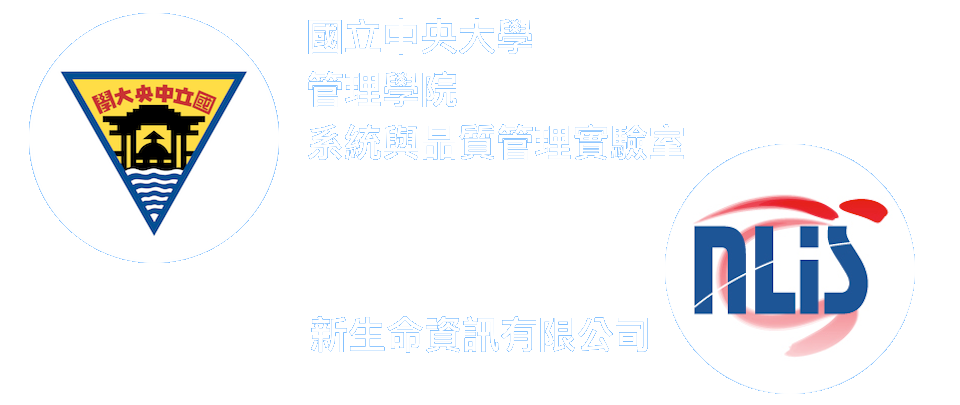 國立中央大學
管理學院
系統與品質管理實驗室
國立中央大學
NLiS
新生命資訊有限公司